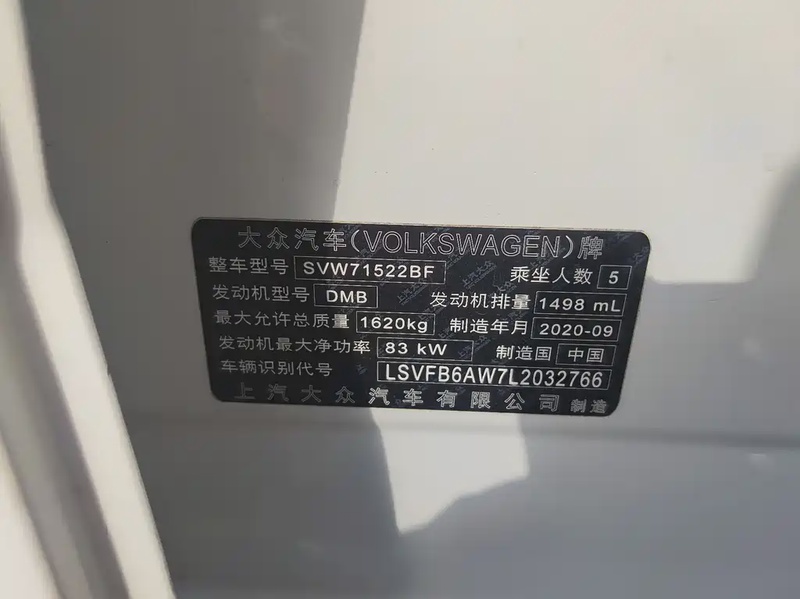 大众汽车(VOLKSWAGEN)牌
整车型号 SVW71522BF 乘坐人数 5
发动机型号 DMB 发动机排量 1498 mL
最大允许总质量 1620kg 制造年月 2020-09
发动机最大净功率 83 kW 制造国 中国
车辆识别代号 LSVFB6AW7L2032766
上汽大众汽车有限公司 制造